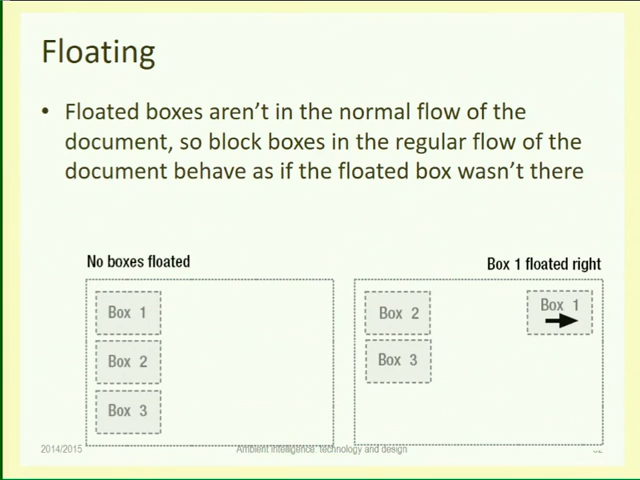 Floating
• Floated boxes aren't in the normal flow of the
document, so block boxes in the regular flow of the
document behave as if the floated box wasn't there
No boxes floated
Box 1
Box 2
Box 3
Box 1 floated right
Box 2
Box 1
Box 3
2014/2015
Ambient intelligence: technology and design